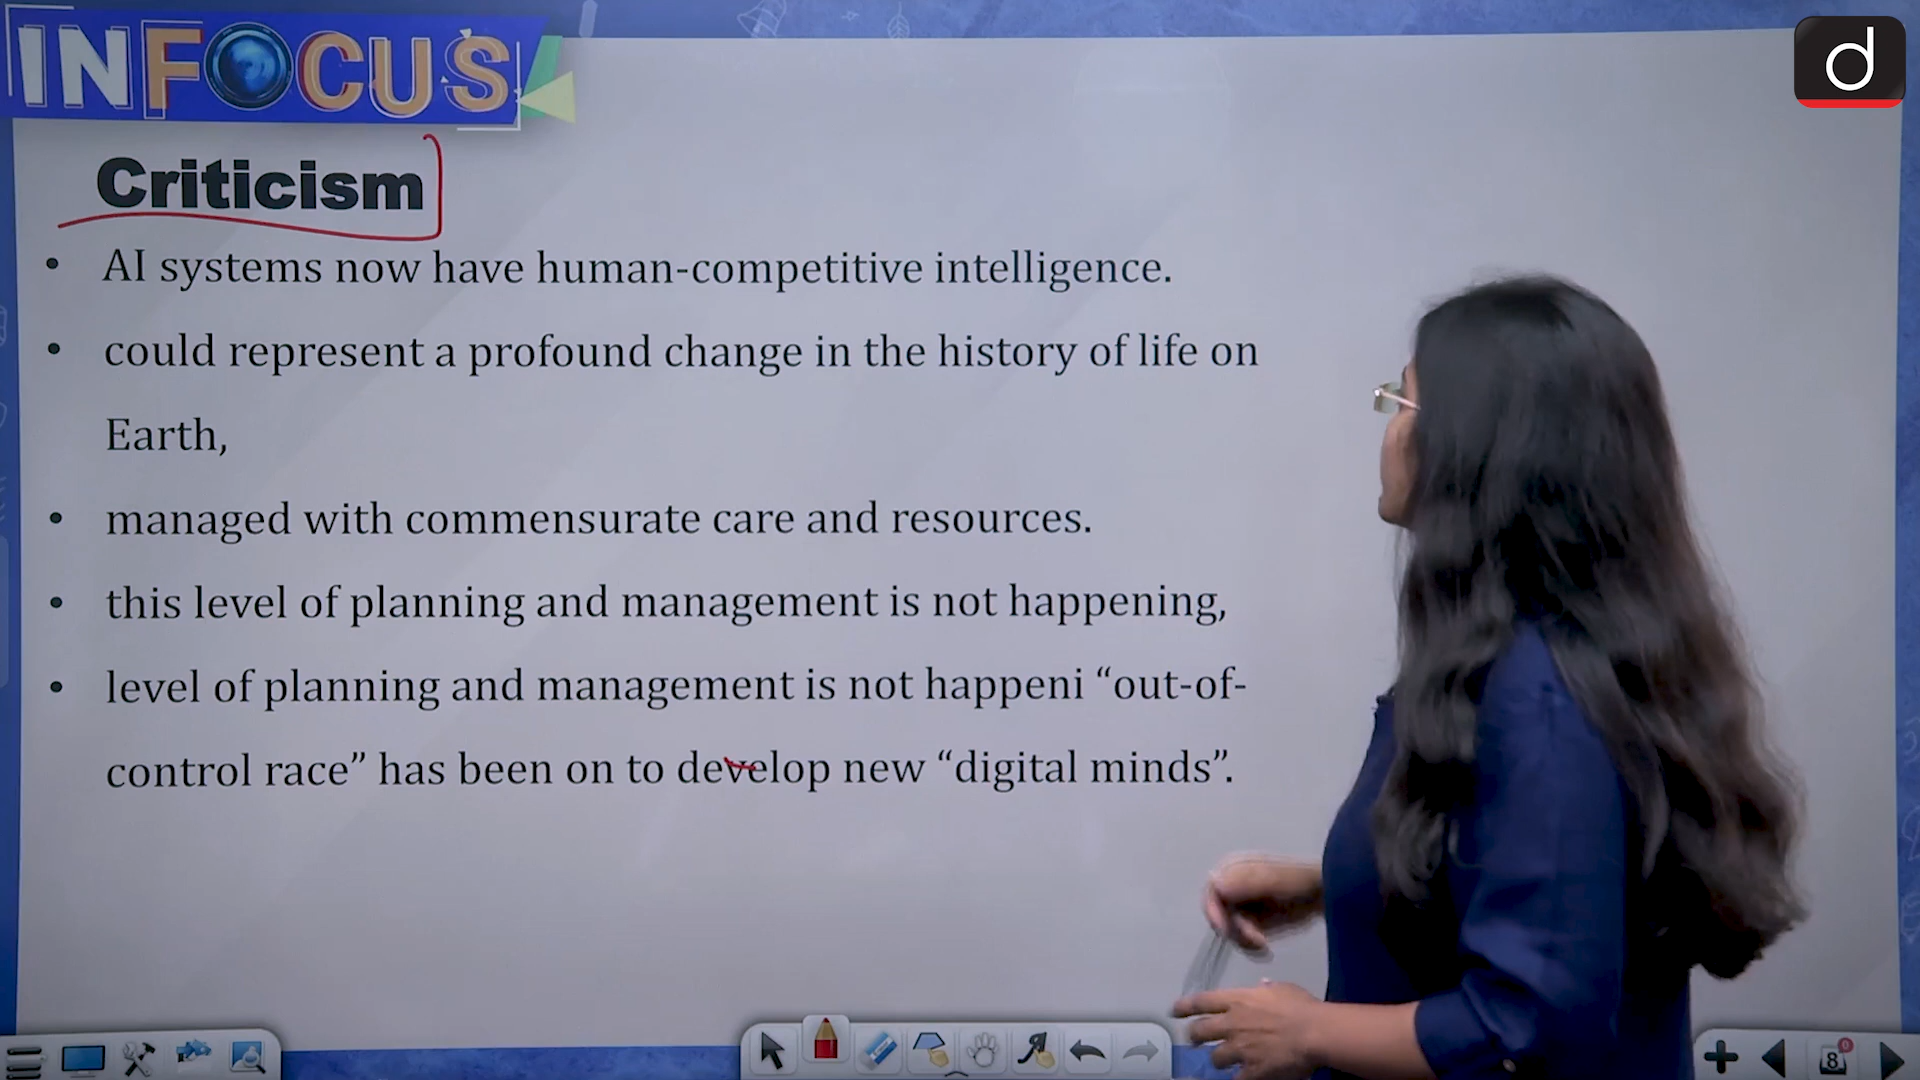 INFOCUS
d
Criticism
• AI systems now have human-competitive intelligence.
• could represent a profound change in the history of life on
Earth,
• managed with commensurate care and resources.
• this level of planning and management is not happening,
• level of planning and management is not happeni “out-of-
control race” has been on to develop new “digital minds”.
8
0